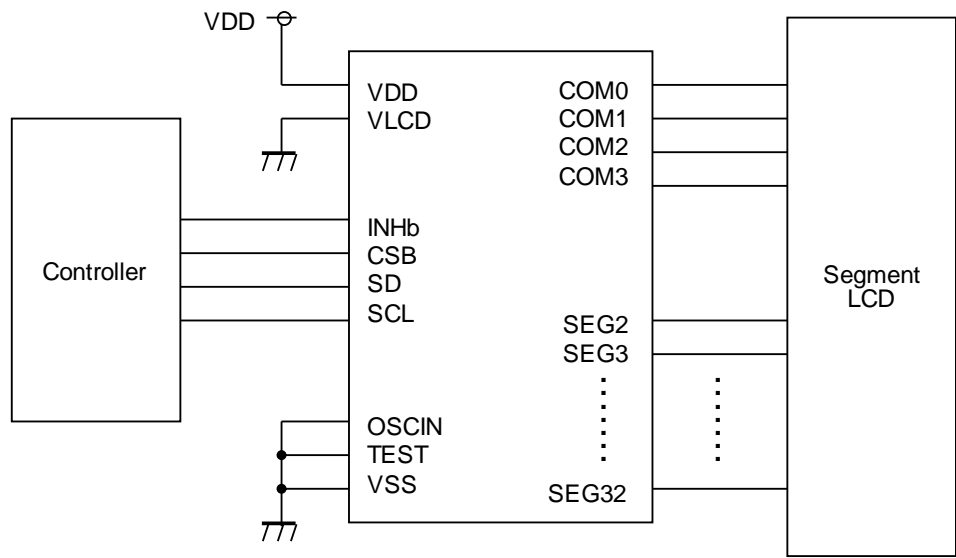 VDD
VDD
VLCD
INHb
CSB
SD
SCL
OSCIN
TEST
VSS
Controller
COM0
COM1
COM2
COM3
SEG2
SEG3
SEG32
Segment
LCD